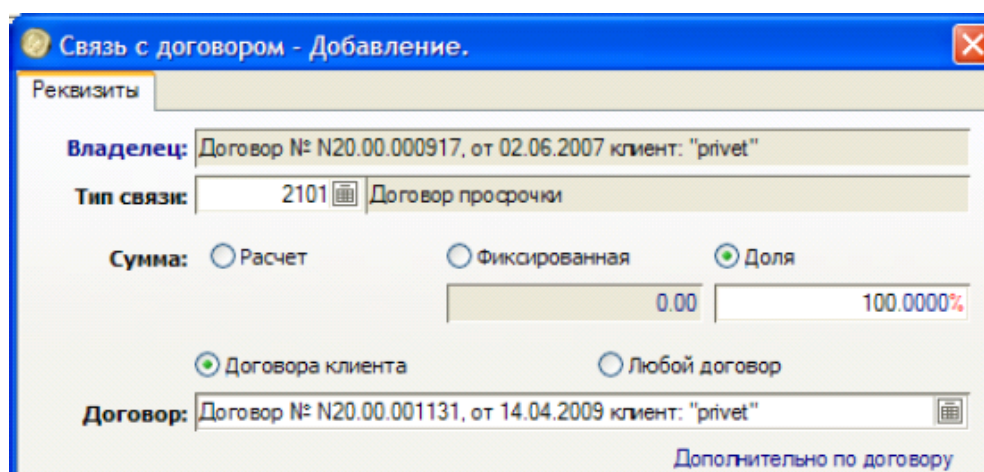 Связь с договором - Добавление.
Реквизиты
Владелец: Договор № N20.00.000917, от 02.06.2007 клиент: "privet"
Тип связи: 2101 Договор просрочки
Сумма: Расчет Фиксированная Доля
0.00 100.0000%
Договора клиента Любой договор
Договор: Договор № N20.00.001131, от 14.04.2009 клиент: "privet"
Дополнительно по договору